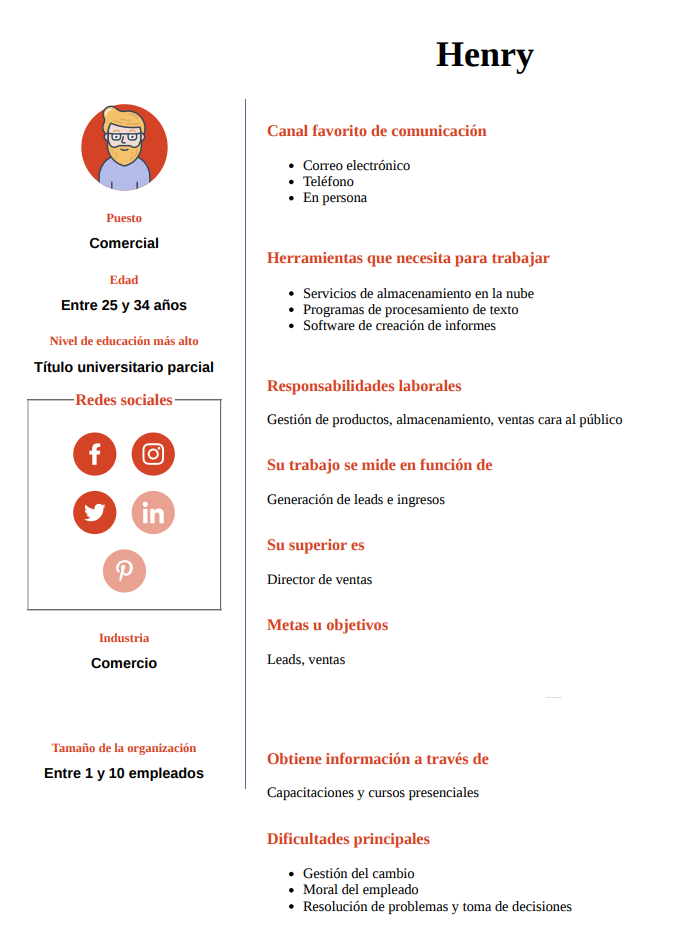 Henry
Puesto
Comercial
Edad
Entre 25 y 34 años
Nivel de educación más alto
Título universitario parcial
Redes sociales
Industria
Comercio
Tamaño de la organización
Entre 1 y 10 empleados
Canal favorito de comunicación
Correo electrónico
Teléfono
En persona
Herramientas que necesita para trabajar
Servicios de almacenamiento en la nube
Programas de procesamiento de texto
Software de creación de informes
Responsabilidades laborales
Gestión de productos, almacenamiento, ventas cara al público
Su trabajo se mide en función de
Generación de leads e ingresos
Su superior es
Director de ventas
Metas u objetivos
Leads, ventas
Obtiene información a través de
Capacitaciones y cursos presenciales
Dificultades principales
Gestión del cambio
Moral del empleado
Resolución de problemas y toma de decisiones